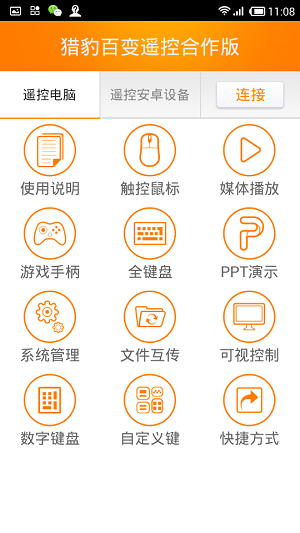 11:08
猎豹百变遥控合作版
遥控电脑 遥控安卓设备 连接
使用说明 触控鼠标 媒体播放
游戏手柄 全键盘 PPT演示
系统管理 文件互传 可视控制
数字键盘 自定义键 快捷方式